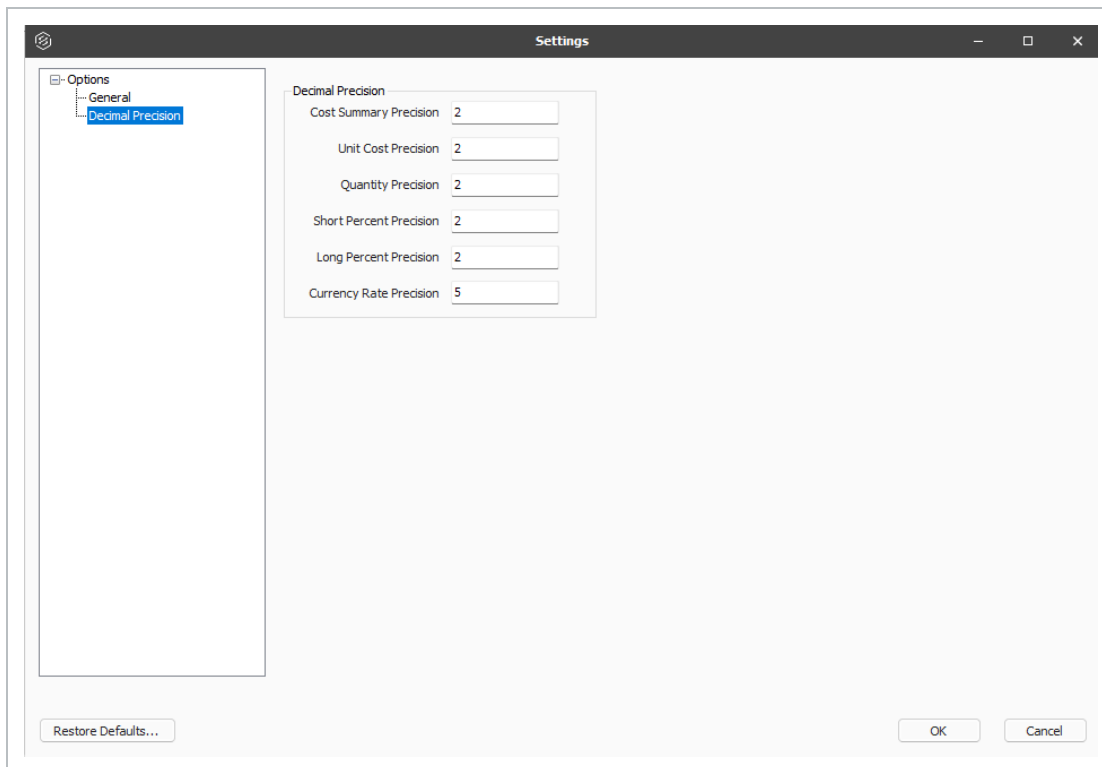 Settings
Options
General
Decimal Precision
Decimal Precision
Cost Summary Precision 2
Unit Cost Precision 2
Quantity Precision 2
Short Percent Precision 2
Long Percent Precision 2
Currency Rate Precision 5
Restore Defaults...
OK
Cancel